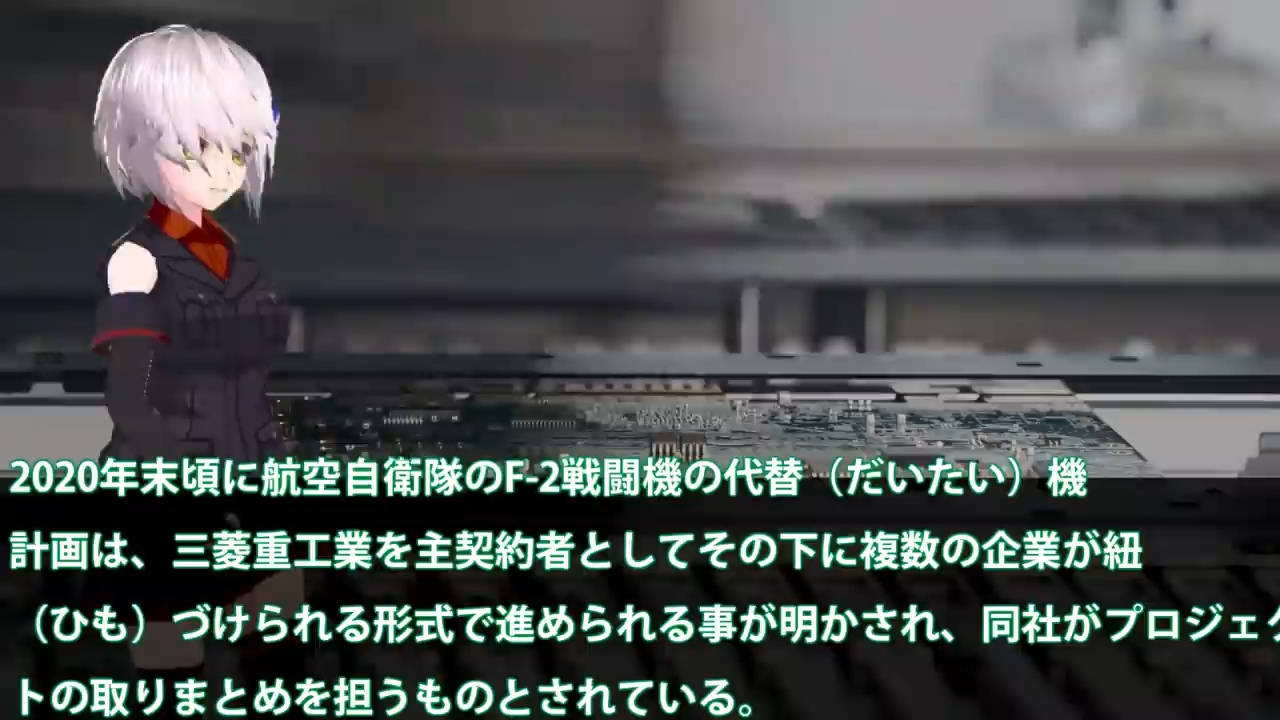 2020年末頃に航空自衛隊のF-2戦闘機の代替（だいたい）機
計画は、三菱重工業を主契約者としてその下に複数の企業が紐
（ひも）づけられる形式で進められる事が明かされ、同社がプロジェク
トの取りまとめを担うものとされている。